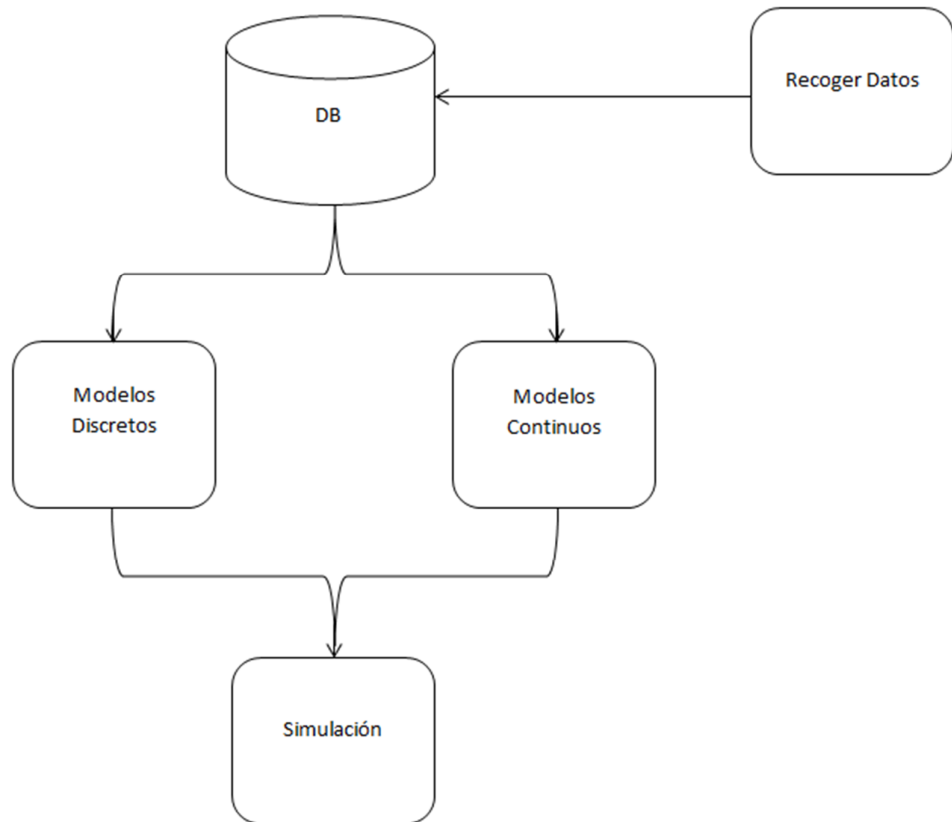 Recoger Datos
DB
Modelos
Discretos
Modelos
Continuos
Simulación